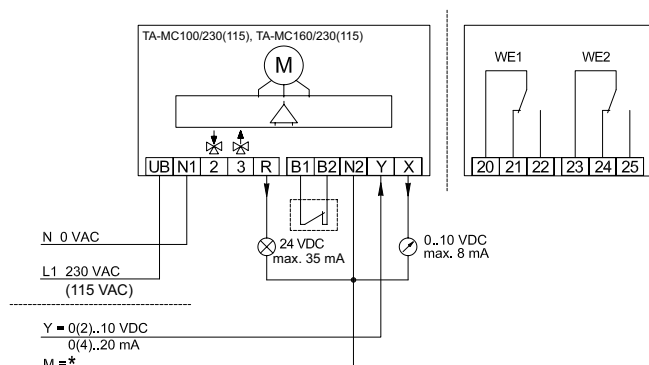 TA-MC100/230(115), TA-MC160/230(115)
M
WE1 WE2
UB N1 2 3 R B1 B2 N2 Y X
20 21 22 23 24 25
N 0 VAC
24 VDC
max. 35 mA
0..10 VDC
max. 8 mA
L1 230 VAC
(115 VAC)
Y = 0(2)..10 VDC
0(4)..20 mA
M =*